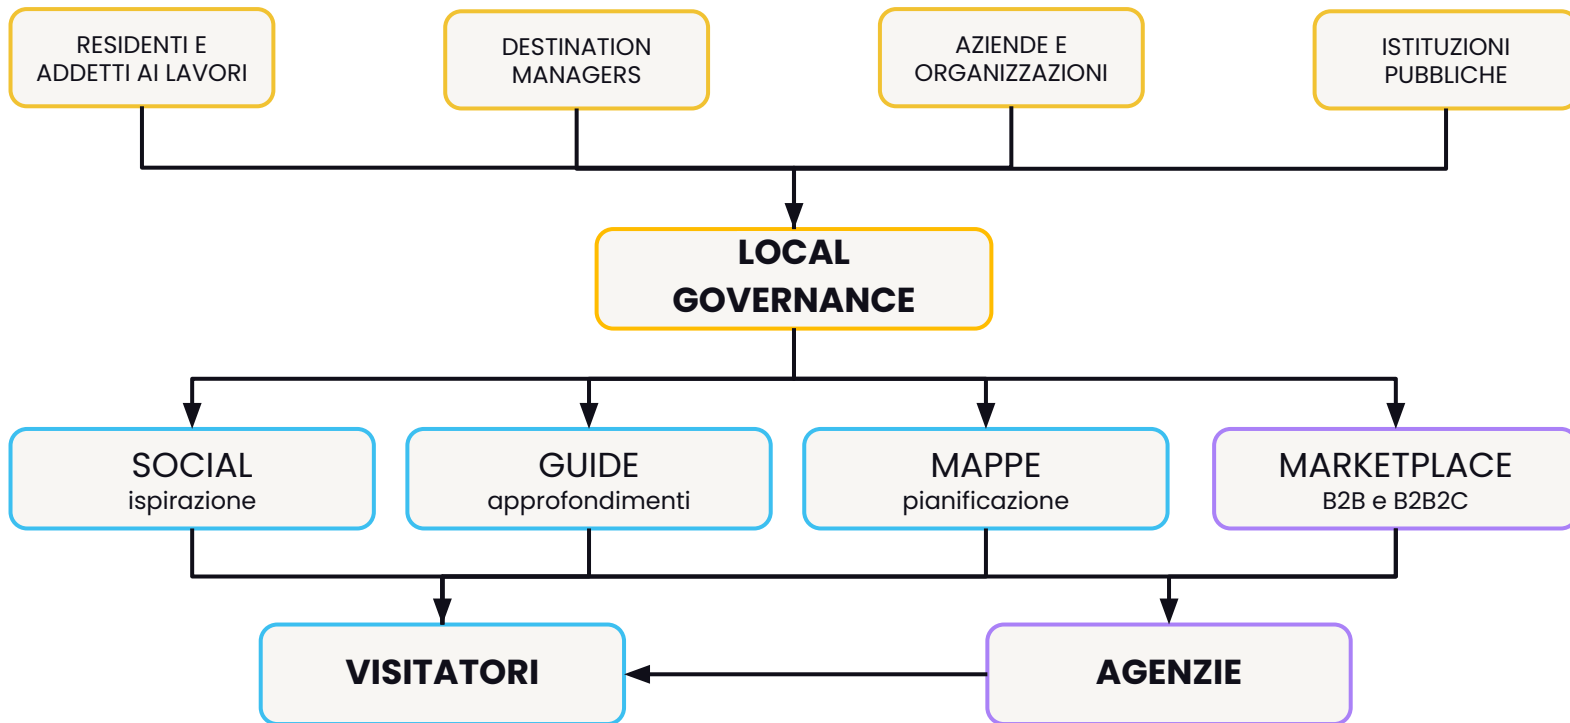 RESIDENTI E
ADDETTI AI LAVORI
DESTINATION
MANAGERS
AZIENDE E
ORGANIZZAZIONI
ISTITUZIONI
PUBBLICHE
LOCAL
GOVERNANCE
SOCIAL
ispirazione
GUIDE
approfondimenti
MAPPE
pianificazione
MARKETPLACE
B2B e B2B2C
VISITATORI
AGENZIE